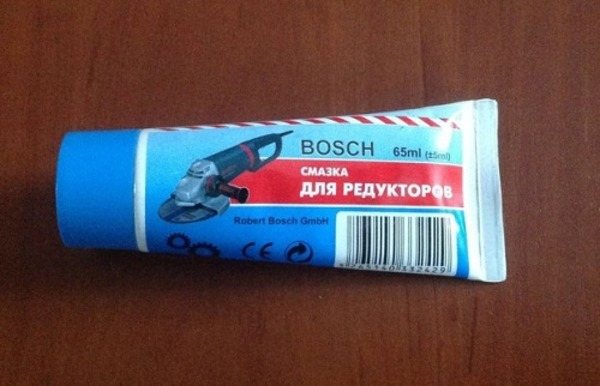 BOSCH 65ml (±5ml)
СМАЗКА
ДЛЯ РЕДУКТОРОВ
Robert Bosch GmbH
CE